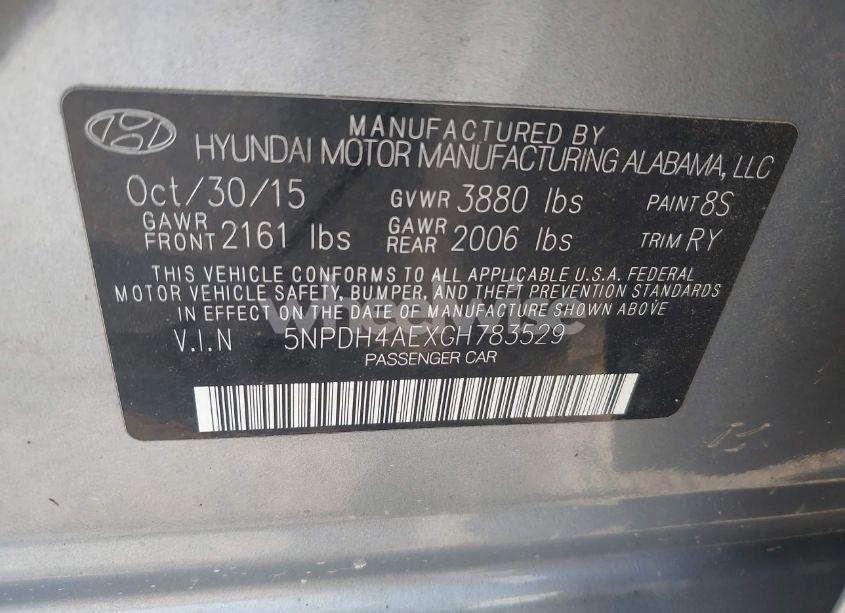 MANUFACTURED BY
HYUNDAI MOTOR MANUFACTURING ALABAMA, LLC
Oct/30/15 GVWR 3880 lbs PAINT 8S
GAWR FRONT 2161 lbs GAWR REAR 2006 lbs TRIM RY
THIS VEHICLE CONFORMS TO ALL APPLICABLE U.S.A. FEDERAL
MOTOR VEHICLE SAFETY, BUMPER, AND THEFT PREVENTION STANDARDS
IN EFFECT ON THE DATE OF MANUFACTURE SHOWN ABOVE
V.I.N 5NPDH4AEXGH783529
PASSENGER CAR